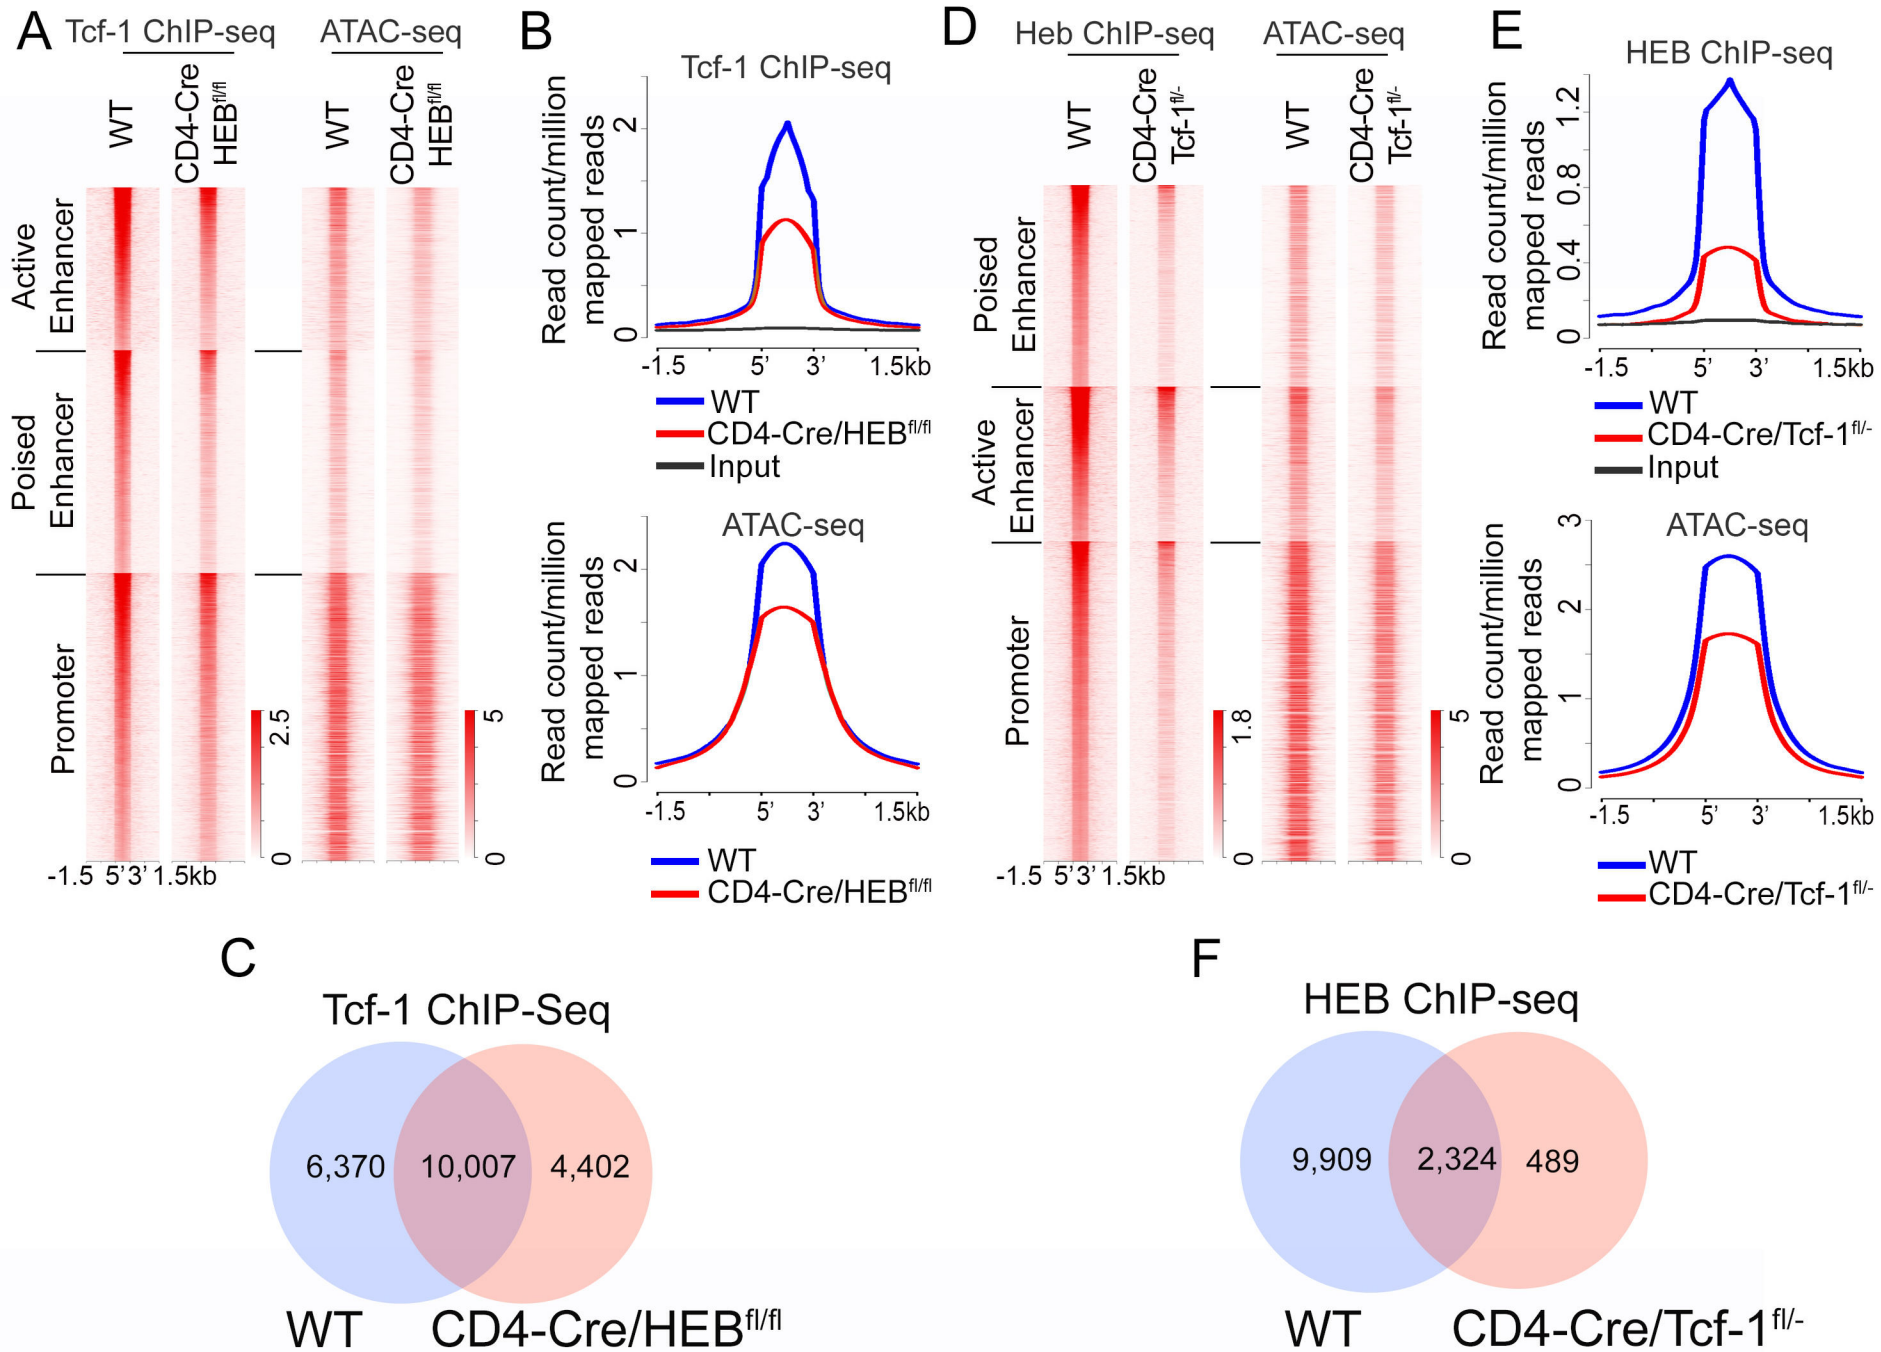 A
Tcf-1 ChIP-seq
ATAC-seq
WT
CD4-Cre
HEBfl/fl
WT
CD4-Cre
HEBfl/fl
Active
Enhancer
Poised
Enhancer
Promoter
2.5
0
5
0
-1.5 5'3' 1.5kb
B
Tcf-1 ChIP-seq
Read count/million
mapped reads
2
1
0
-1.5 5' 3' 1.5kb
WT
CD4-Cre/HEBfl/fl
Input
ATAC-seq
Read count/million
mapped reads
2
1
0
-1.5 5' 3' 1.5kb
WT
CD4-Cre/HEBfl/fl
D
Heb ChIP-seq
ATAC-seq
WT
CD4-Cre
Tcf-1fl/-
WT
CD4-Cre
Tcf-1fl/-
Poised
Enhancer
Active
Enhancer
Promoter
1.8
0
5
0
-1.5 5'3' 1.5kb
E
HEB ChIP-seq
Read count/million
mapped reads
1.2
0.8
0.4
0
-1.5 5' 3' 1.5kb
WT
CD4-Cre/Tcf-1fl/-
Input
ATAC-seq
Read count/million
mapped reads
3
2
1
0
-1.5 5' 3' 1.5kb
WT
CD4-Cre/Tcf-1fl/-
C
Tcf-1 ChIP-Seq
6,370 10,007 4,402
WT CD4-Cre/HEBfl/fl
F
HEB ChIP-seq
9,909 2,324 489
WT CD4-Cre/Tcf-1fl/-